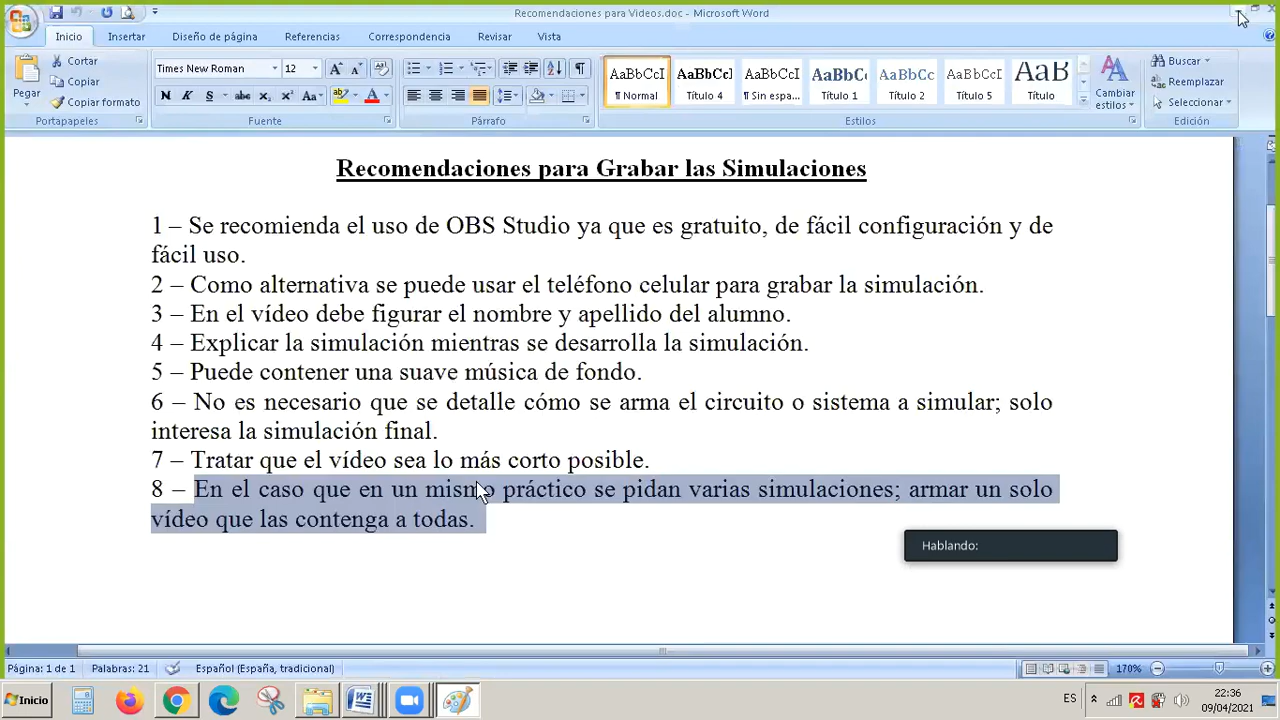 Recomendaciones para Videos.doc - Microsoft Word
Inicio Insertar Diseño de página Referencias Correspondencia Revisar Vista
Pegar
Cortar
Copiar
Copiar formato
Portapapeles
Times New Roman 12
N K S abc x₂ x² Aa
Fuente
Párrafo
AaBbCcI AaBbCcI AaBbCcI AaBbC AaBbCcI AaBbCcI AaB
¶ Normal Título 4 ¶ Sin espa... Título 1 Título 2 Título 5 Título
Cambiar
estilos
Estilos
Buscar
Reemplazar
Seleccionar
Edición
Recomendaciones para Grabar las Simulaciones
1 – Se recomienda el uso de OBS Studio ya que es gratuito, de fácil configuración y de
fácil uso.
2 – Como alternativa se puede usar el teléfono celular para grabar la simulación.
3 – En el vídeo debe figurar el nombre y apellido del alumno.
4 – Explicar la simulación mientras se desarrolla la simulación.
5 – Puede contener una suave música de fondo.
6 – No es necesario que se detalle cómo se arma el circuito o sistema a simular; solo
interesa la simulación final.
7 – Tratar que el vídeo sea lo más corto posible.
8 – En el caso que en un mismo práctico se pidan varias simulaciones; armar un solo
vídeo que las contenga a todas.
Hablando:
Página: 1 de 1 Palabras: 21 Español (España, tradicional) 170%
Inicio ES 22:36
09/04/2021